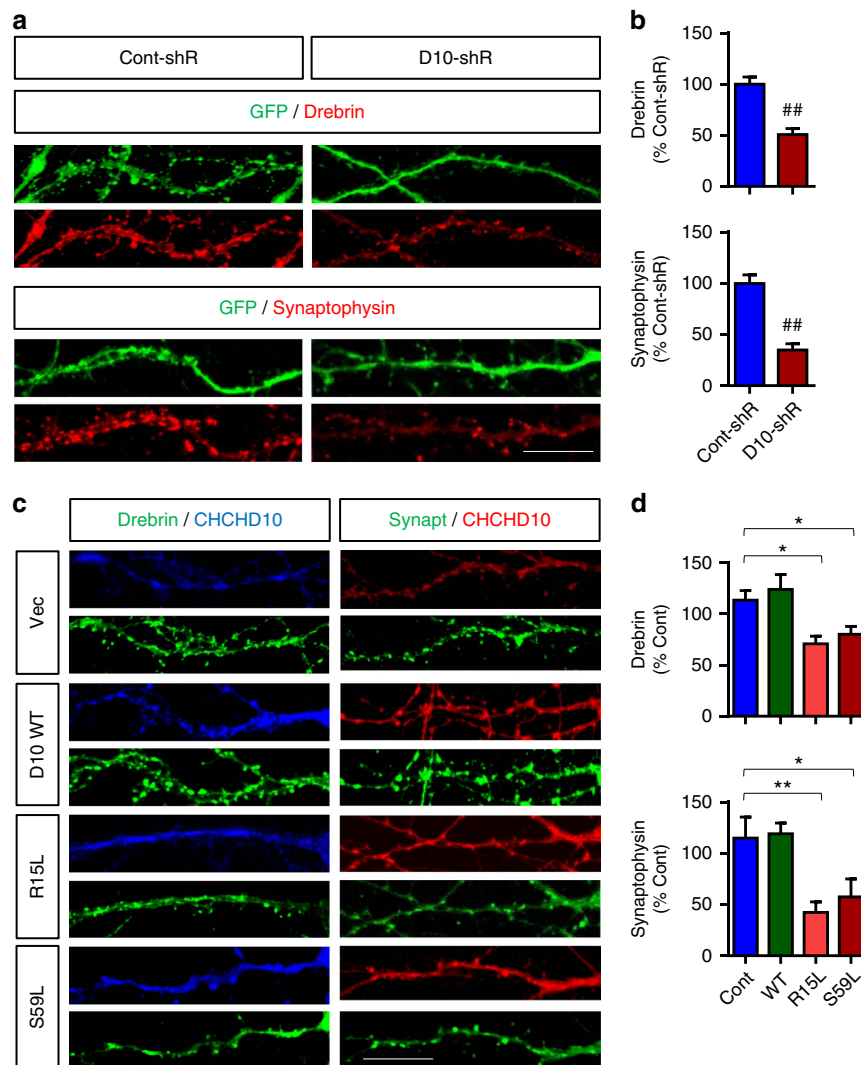 a
Cont-shR
D10-shR
GFP / Drebrin
GFP / Synaptophysin
b
Drebrin
(% Cont-shR)
150
100
50
0
##
Synaptophysin
(% Cont-shR)
150
100
50
0
##
Cont-shR
D10-shR
c
Drebrin / CHCHD10
Synapt / CHCHD10
Vec
D10 WT
R15L
S59L
d
Drebrin
(% Cont)
150
100
50
0
*
*
Synaptophysin
(% Cont)
150
100
50
0
*
**
Cont
WT
R15L
S59L